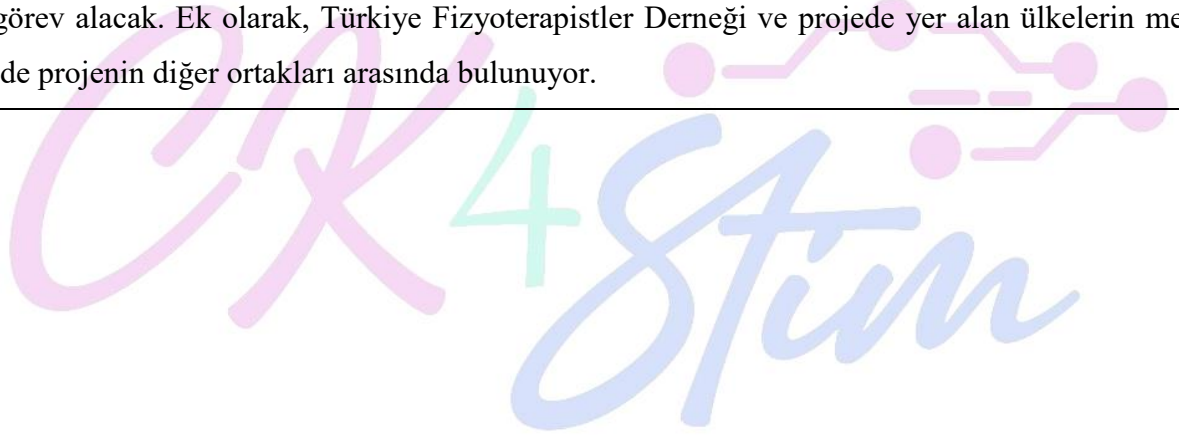 görev alacak. Ek olarak, Türkiye Fizyoterapistler Derneği ve projede yer alan ülkelerin me
de projenin diğer ortakları arasında bulunuyor.
CK4Stim